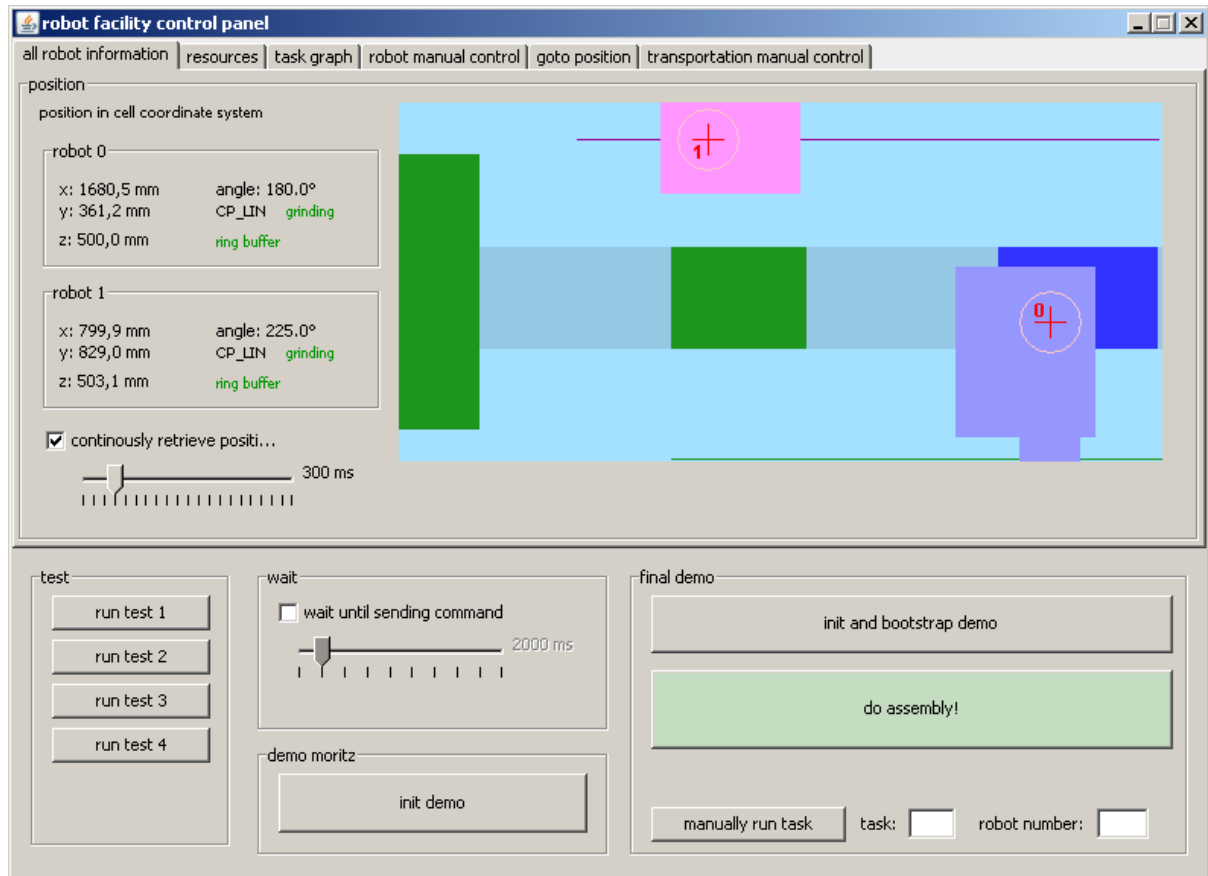 robot facility control panel
all robot information resources task graph robot manual control goto position transportation manual control
position
position in cell coordinate system
robot 0
x: 1680,5 mm angle: 180.0°
y: 361,2 mm CP_LIN grinding
z: 500,0 mm ring buffer
robot 1
x: 799,9 mm angle: 225.0°
y: 829,0 mm CP_LIN grinding
z: 503,1 mm ring buffer
continously retrieve positi...
300 ms
1
0
test
run test 1
run test 2
run test 3
run test 4
wait
wait until sending command
2000 ms
demo moritz
init demo
final demo
init and bootstrap demo
do assembly!
manually run task task: robot number: